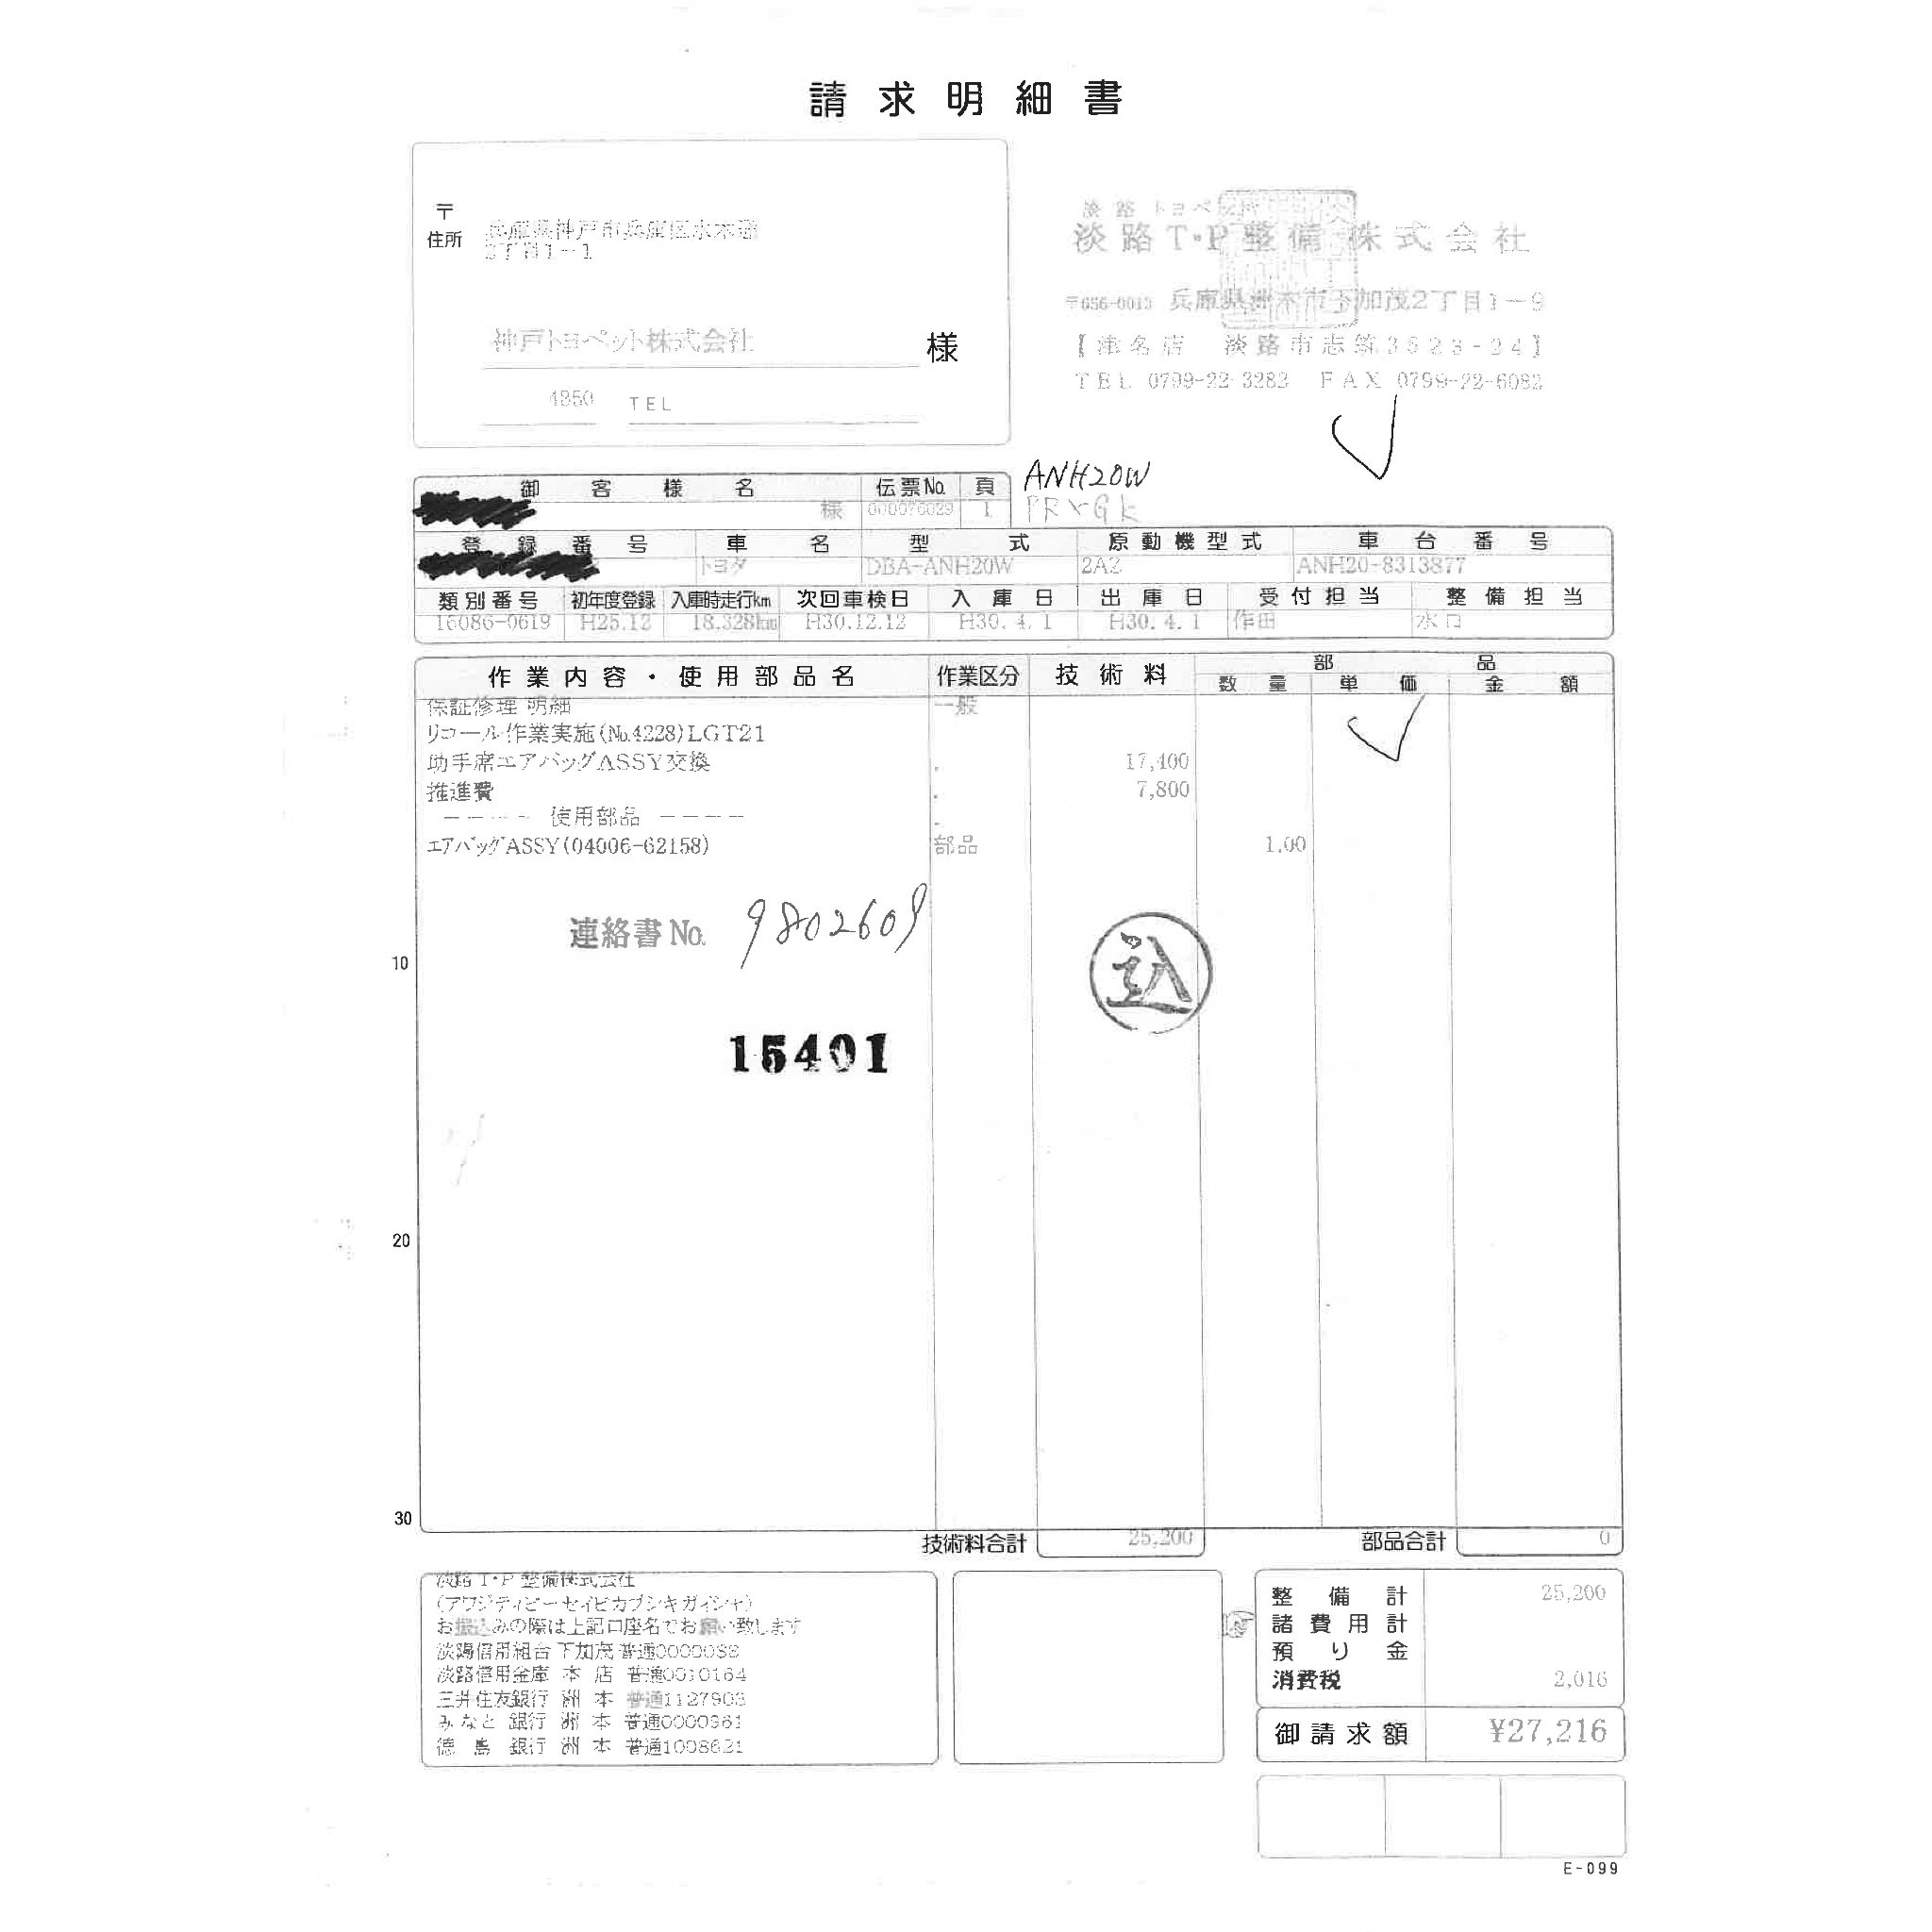 請求明細書
〒
住所
兵庫県神戸市兵庫区水木通
1-1
神戸トヨペット株式会社 様
4850 TEL
淡路トヨペット
淡路T・P整備株式会社
〒656-0013 兵庫県洲本市下加茂2丁目1-9
【津名店 淡路市志筑3523-24】
TEL 0799-22-3282 FAX 0799-22-6082
御客様名 伝票No. 頁 ANH20W
様 000076029 1
登録番号 車名 型式 原動機型式 車台番号
トヨタ DBA-ANH20W 2AZ ANH20-8313877
類別番号 初年度登録 入庫時走行km 次回車検日 入庫日 出庫日 受付担当 整備担当
16086-0619 H25.12 18,328km H30.12.12 H30. 4. 1 H30. 4. 1 作田 水口
作業内容・使用部品名 作業区分 技術料 部品
数量 単価 金額
保証修理 明細 一般
リコール作業実施(No.4228)LGT21
助手席エアバッグASSY交換 17,400
推進費 7,800
---- 使用部品 ----
エアバッグASSY(04006-62158) 部品 1.00
連絡書No. 9802609
込
10
15401
20
30
技術料合計 25,200 部品合計 0
淡路T・P整備株式会社
(アワジティピーセイビカブシキガイシャ)
お振込みの際は上記口座名でお願い致します
淡陽信用組合 下加茂 普通
淡路信用金庫 本店 普通0010164
三井住友銀行 洲本 普通1127903
みなと銀行 洲本 普通0000961
徳島銀行 洲本 普通1008621
整備計 25,200
諸費用計
預り金
消費税 2,016
御請求額 ¥27,216
E-099